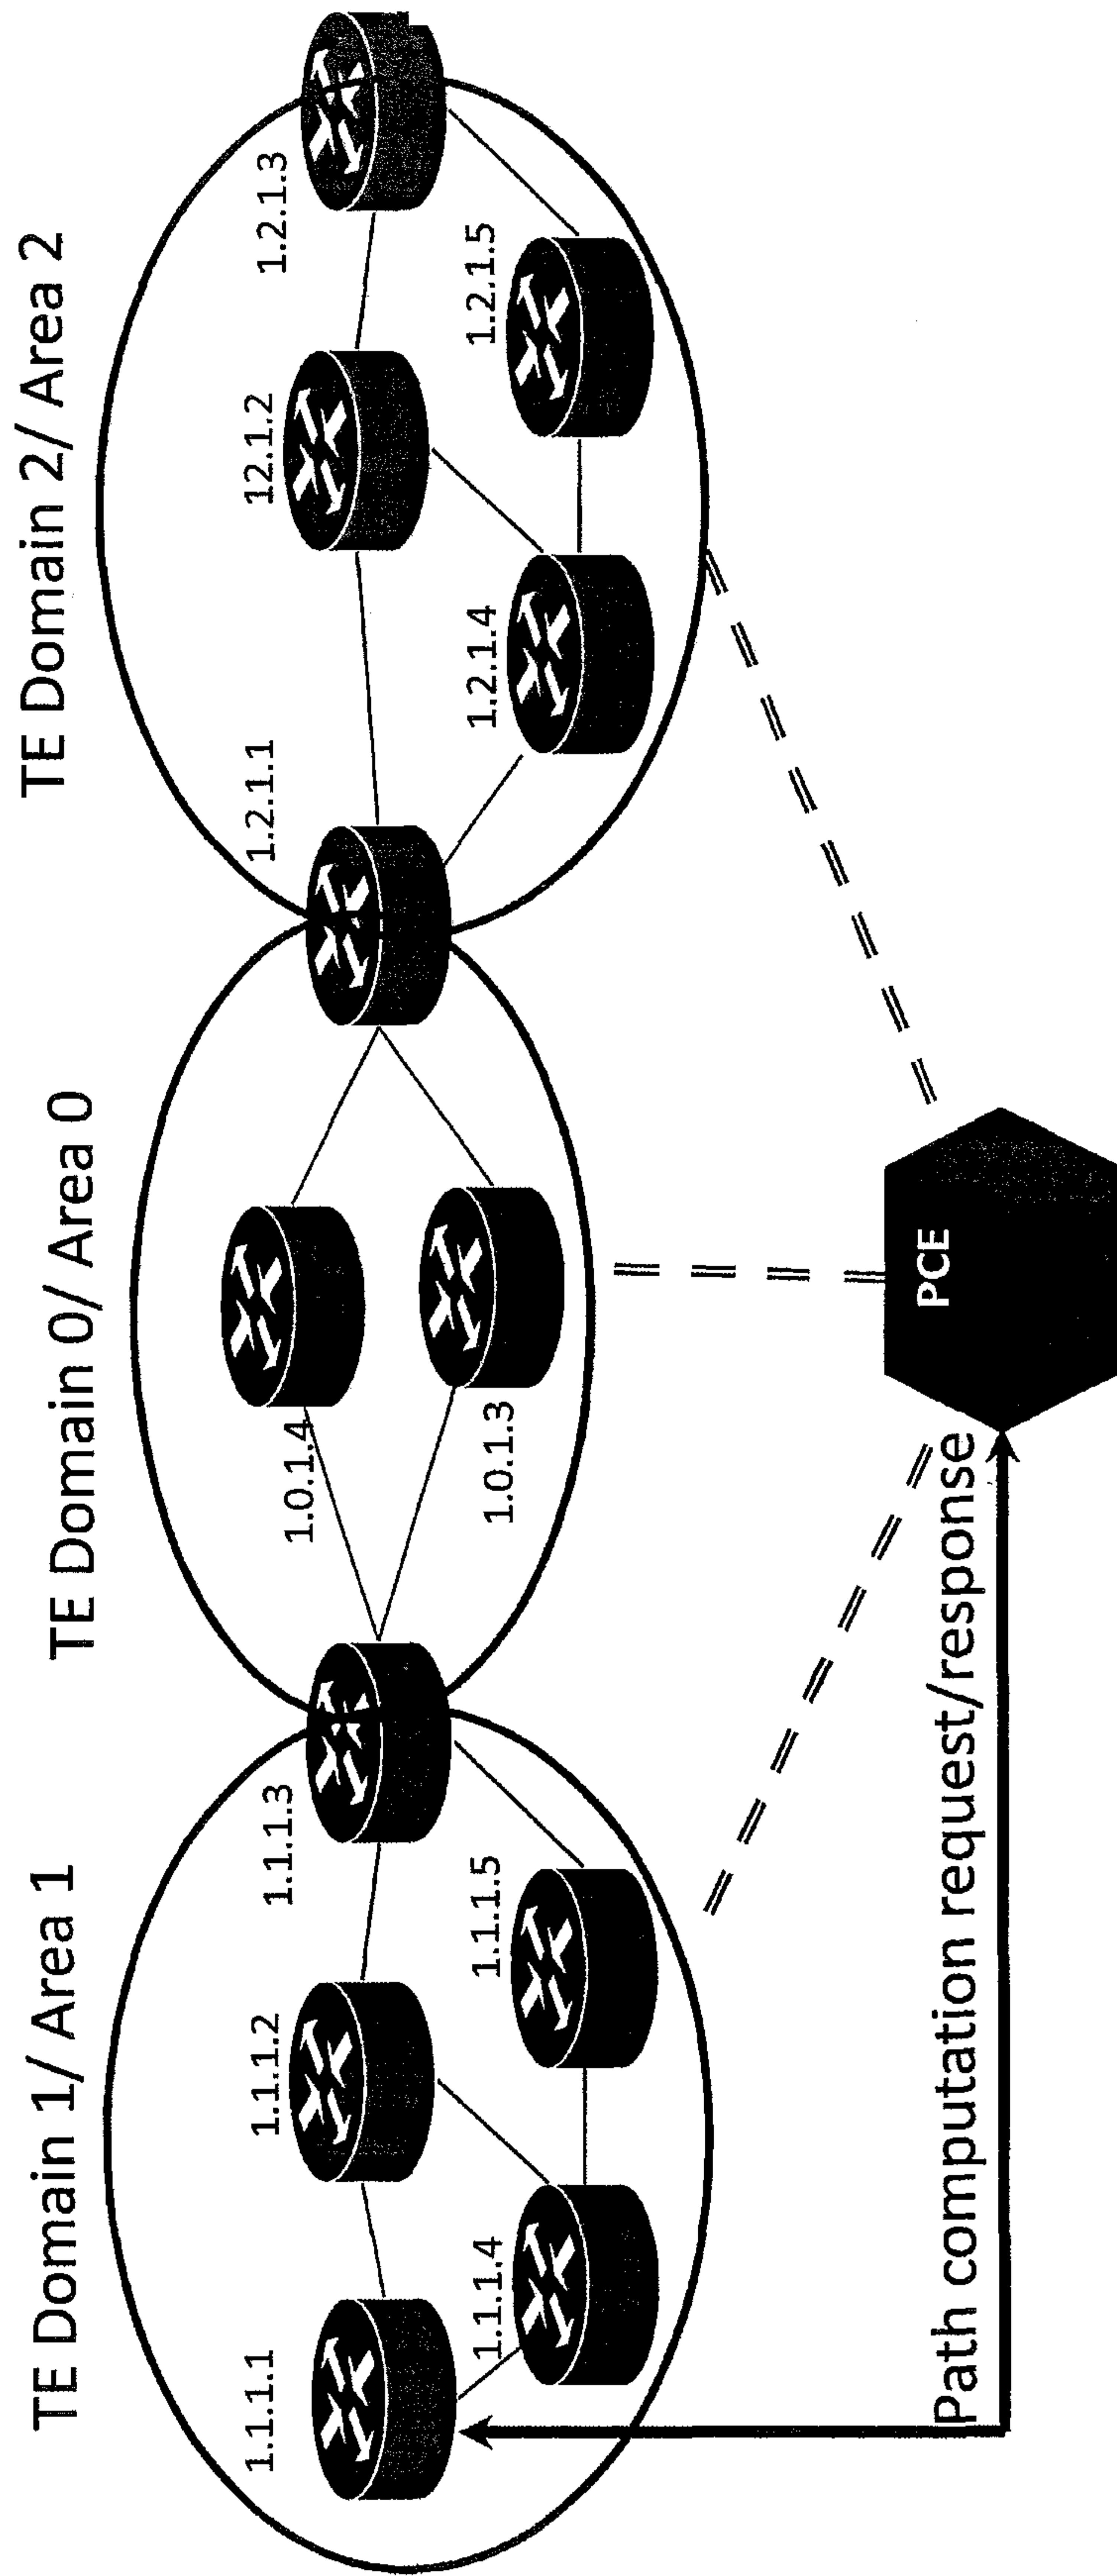 TE Domain 1/ Area 1
TE Domain 0/ Area 0
TE Domain 2/ Area 2
1.1.1.1
1.1.1.2
1.1.1.3
1.1.1.4
1.1.1.5
1.0.1.4
1.0.1.3
1.2.1.1
12.1.2
1.2.1.3
1.2.1.4
1.2.1.5
PCE
Path computation request/response